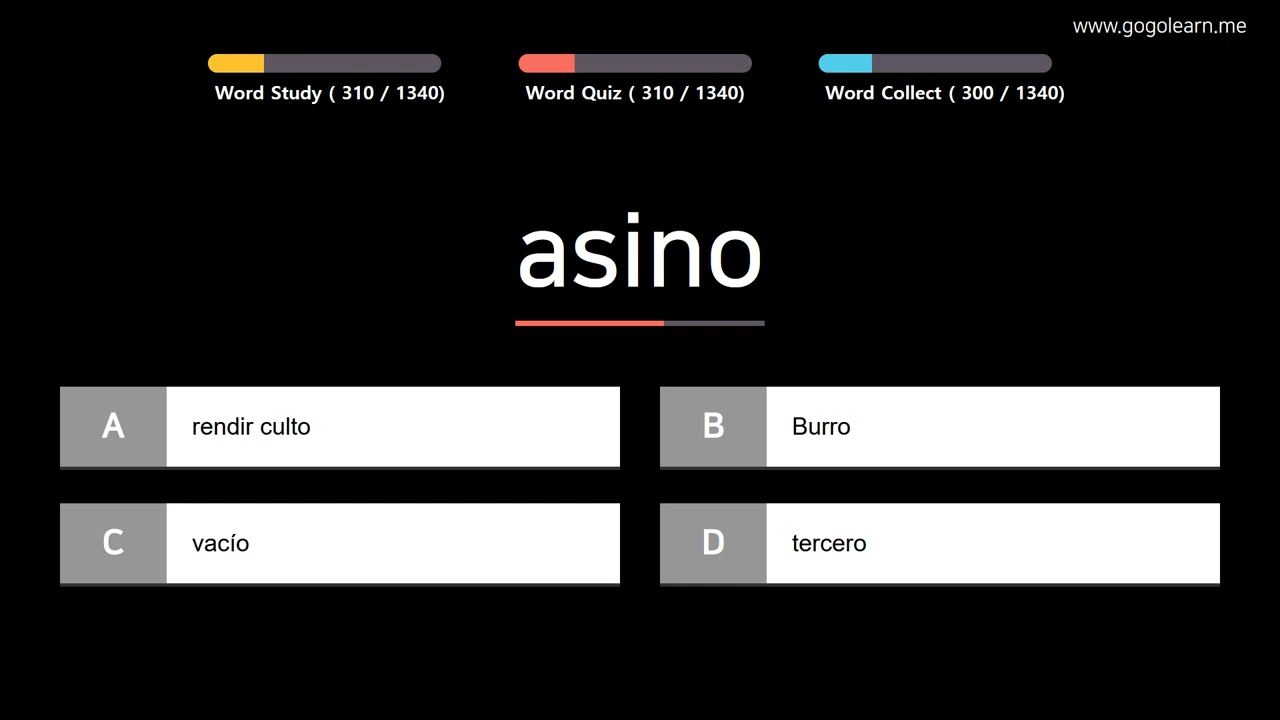 www.gogolearn.me
Word Study ( 310 / 1340)
Word Quiz ( 310 / 1340)
Word Collect ( 300 / 1340)
asino
A rendir culto
B Burro
C vacío
D tercero